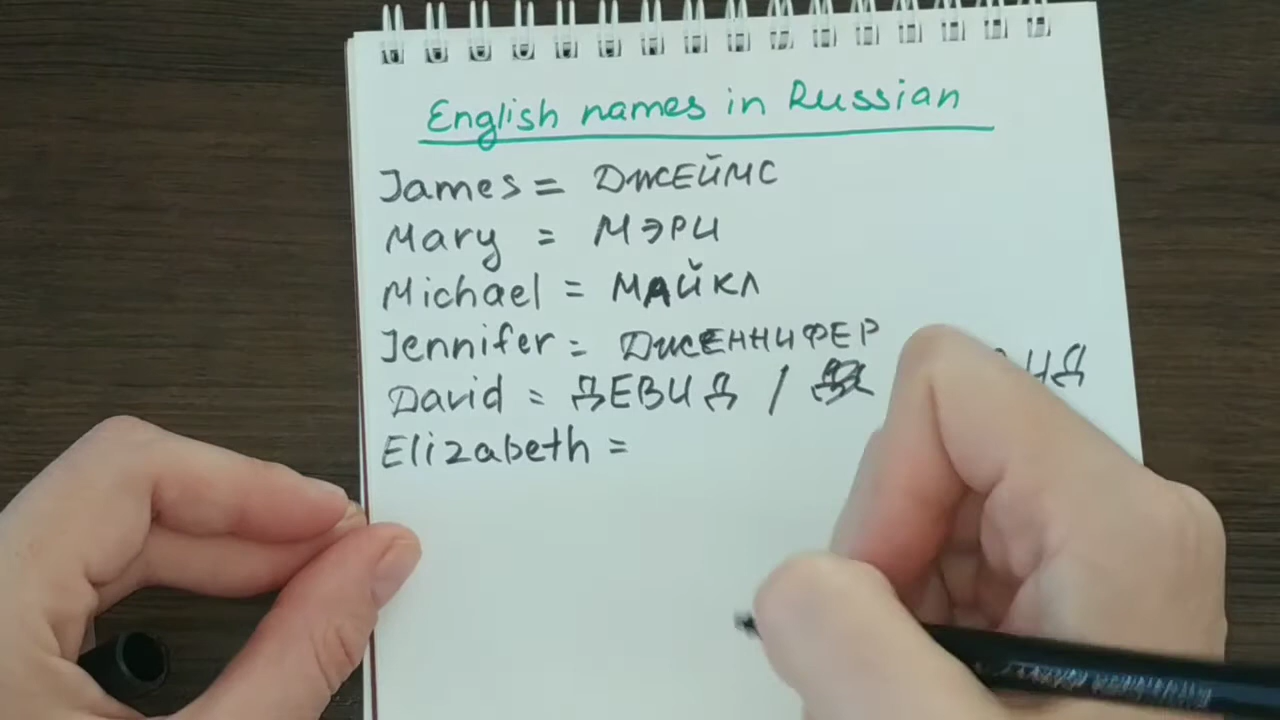 English names in Russian
James = ДЖЕЙМС
Mary = МЭРИ
Michael = МАЙКЛ
Jennifer = ДЖЕННИФЕР
David = ДЕВИД /
Elizabeth =